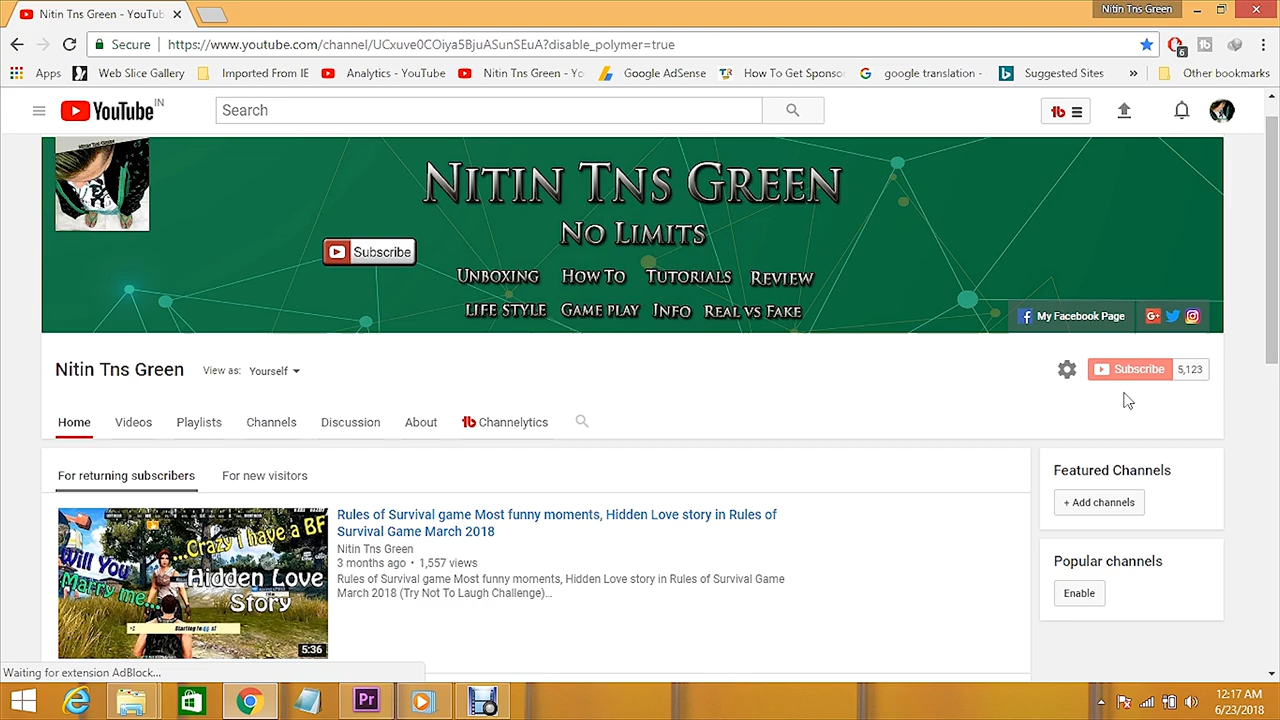 Nitin Tns Green - YouTub
Nitin Tns Green
Secure
https://www.youtube.com/channel/UCxuve0COiya5BjuASunSEuA?disable_polymer=true
6
Apps
Web Slice Gallery
Imported From IE
Analytics - YouTube
Nitin Tns Green - Yo
Google AdSense
How To Get Sponso
google translation -
Suggested Sites
»
Other bookmarks
YouTube IN
Search
tb
NITIN TNS GREEN
NO LIMITS
Subscribe
UNBOXING HOW TO TUTORIALS REVIEW
LIFE STYLE GAME PLAY INFO REAL VS FAKE
My Facebook Page
G+
Nitin Tns Green
View as: Yourself
Subscribe 5,123
Home Videos Playlists Channels Discussion About tb Channelytics
For returning subscribers For new visitors
Featured Channels
+ Add channels
Popular channels
Enable
Will You
Marry me...
...Crazy I have a BF
Hidden Love
Story
5:36
Rules of Survival game Most funny moments, Hidden Love story in Rules of
Survival Game March 2018
Nitin Tns Green
3 months ago • 1,557 views
Rules of Survival game Most funny moments, Hidden Love story in Rules of Survival Game
March 2018 (Try Not To Laugh Challenge)...
Waiting for extension AdBlock...
Pr
12:17 AM
6/23/2018